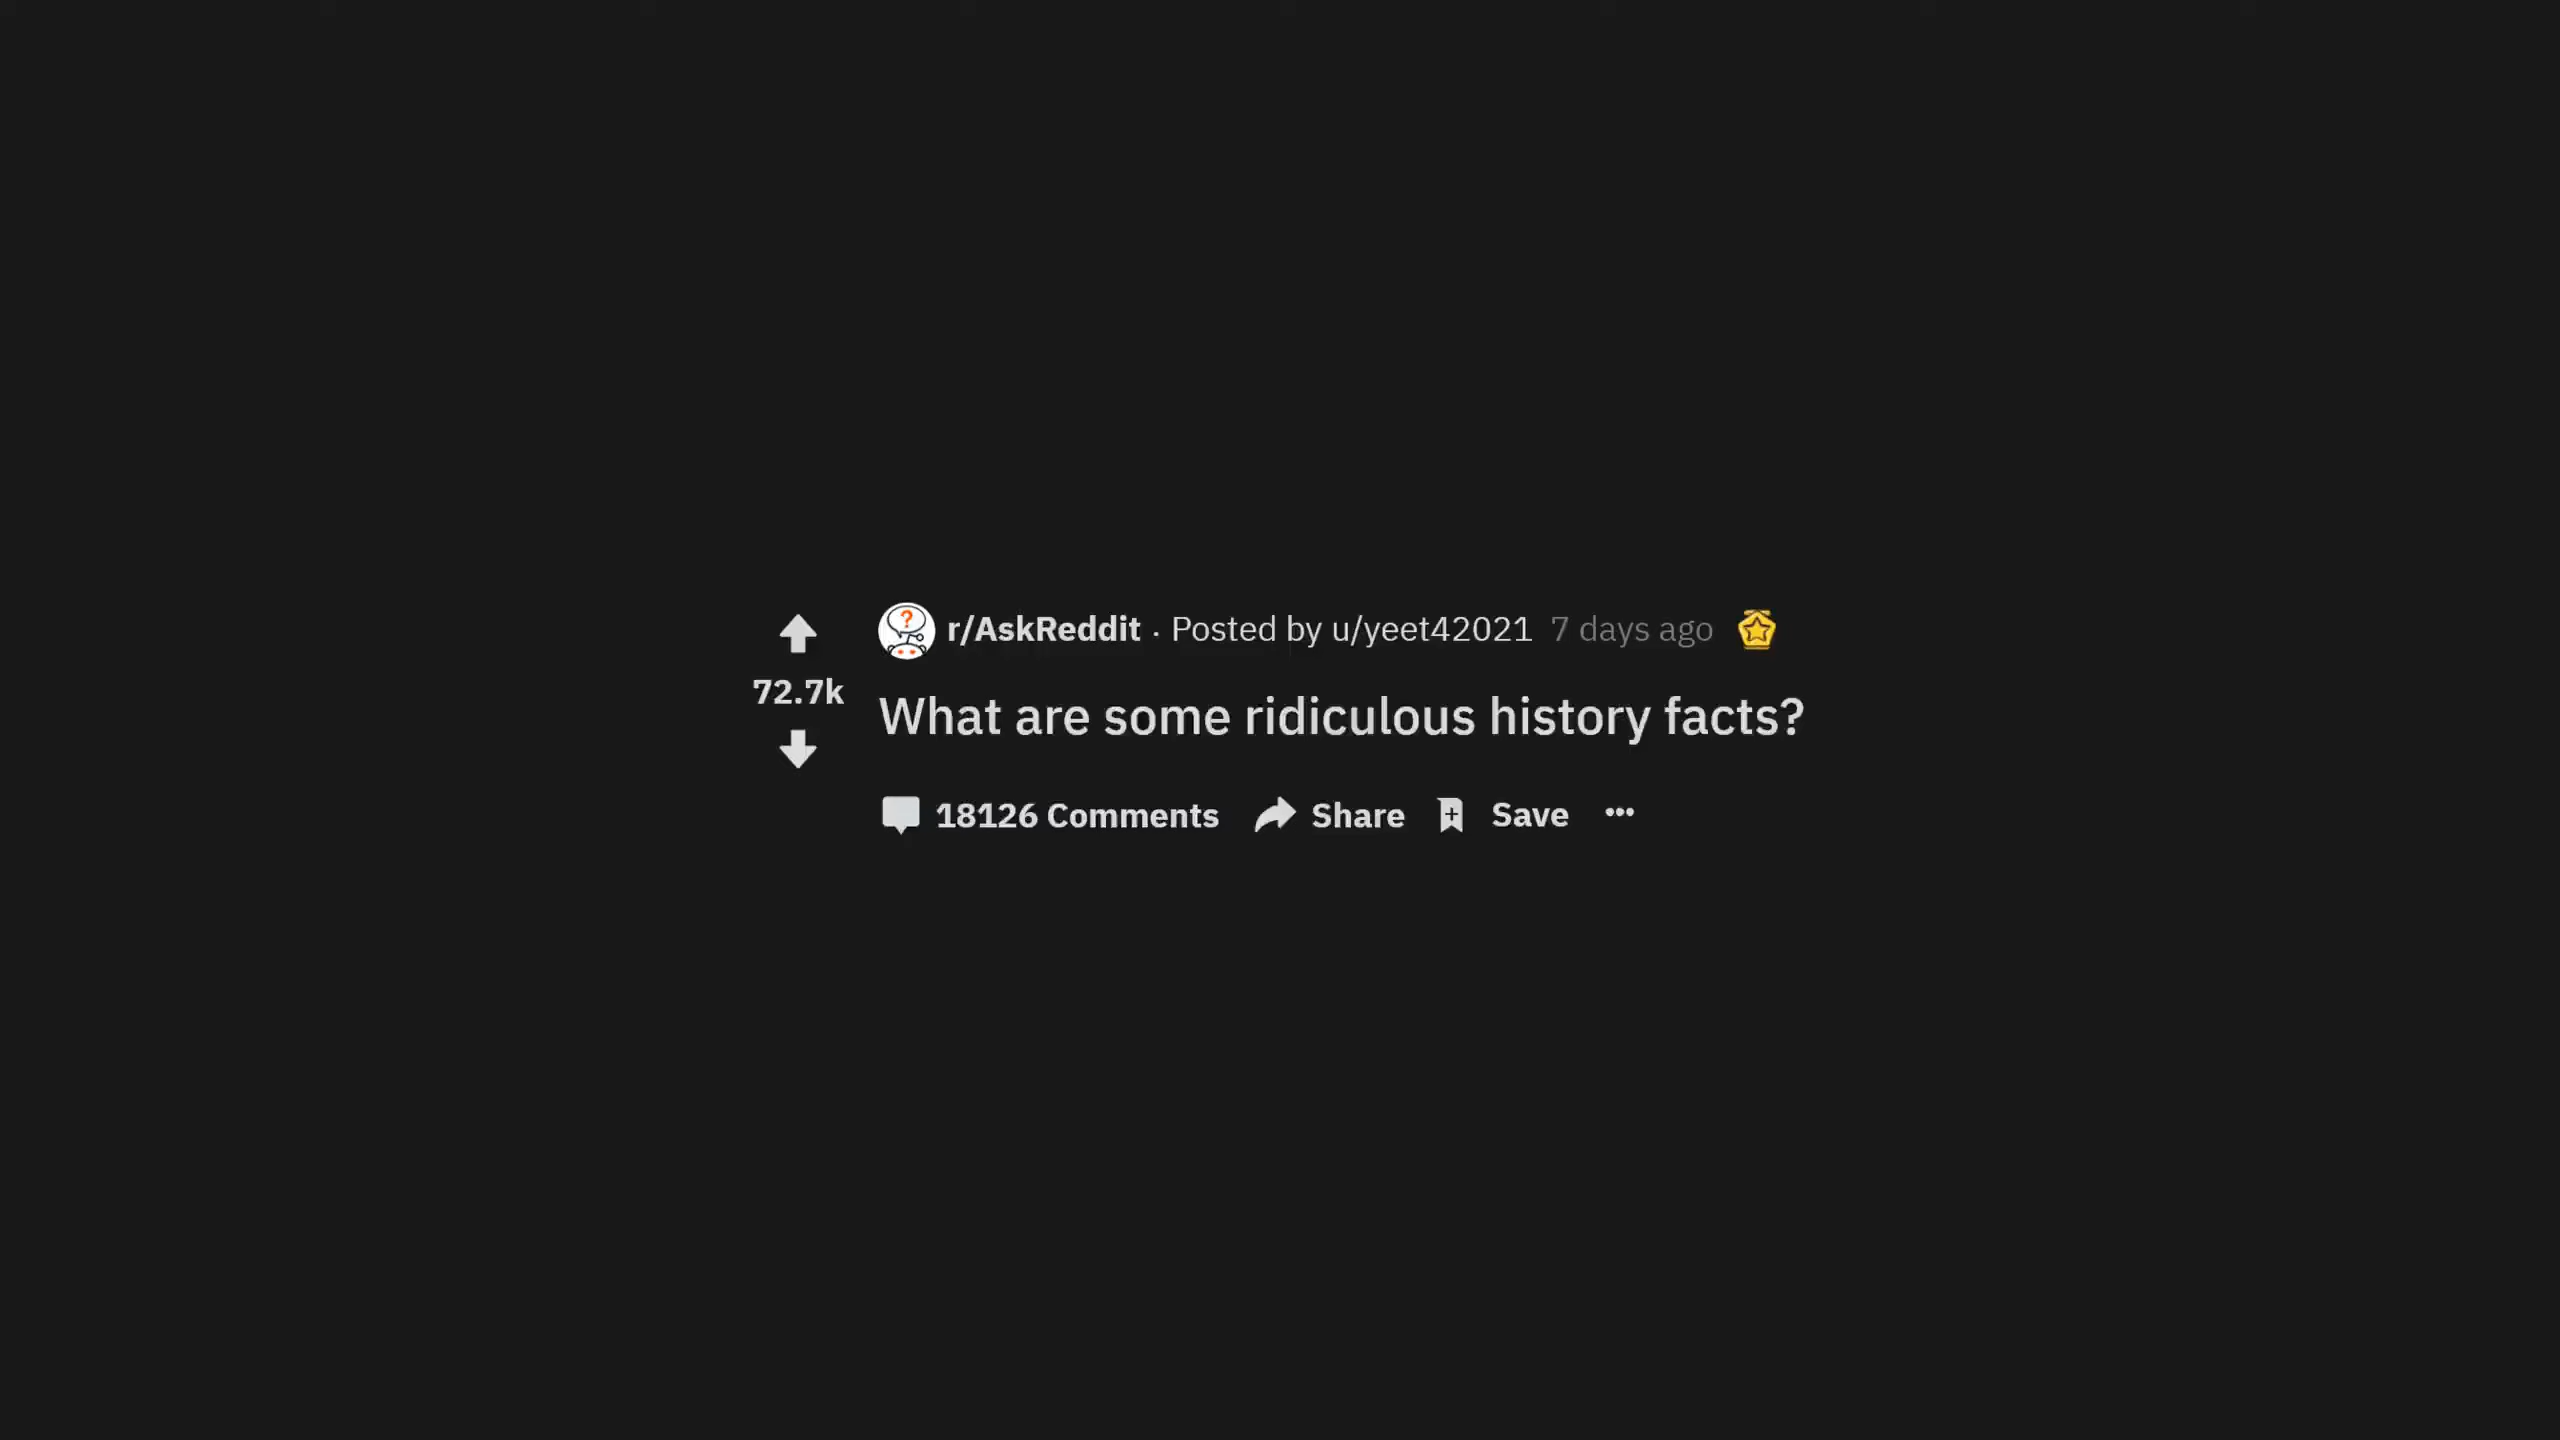 r/AskReddit · Posted by u/yeet42021 7 days ago
72.7k
What are some ridiculous history facts?
18126 Comments Share Save ···